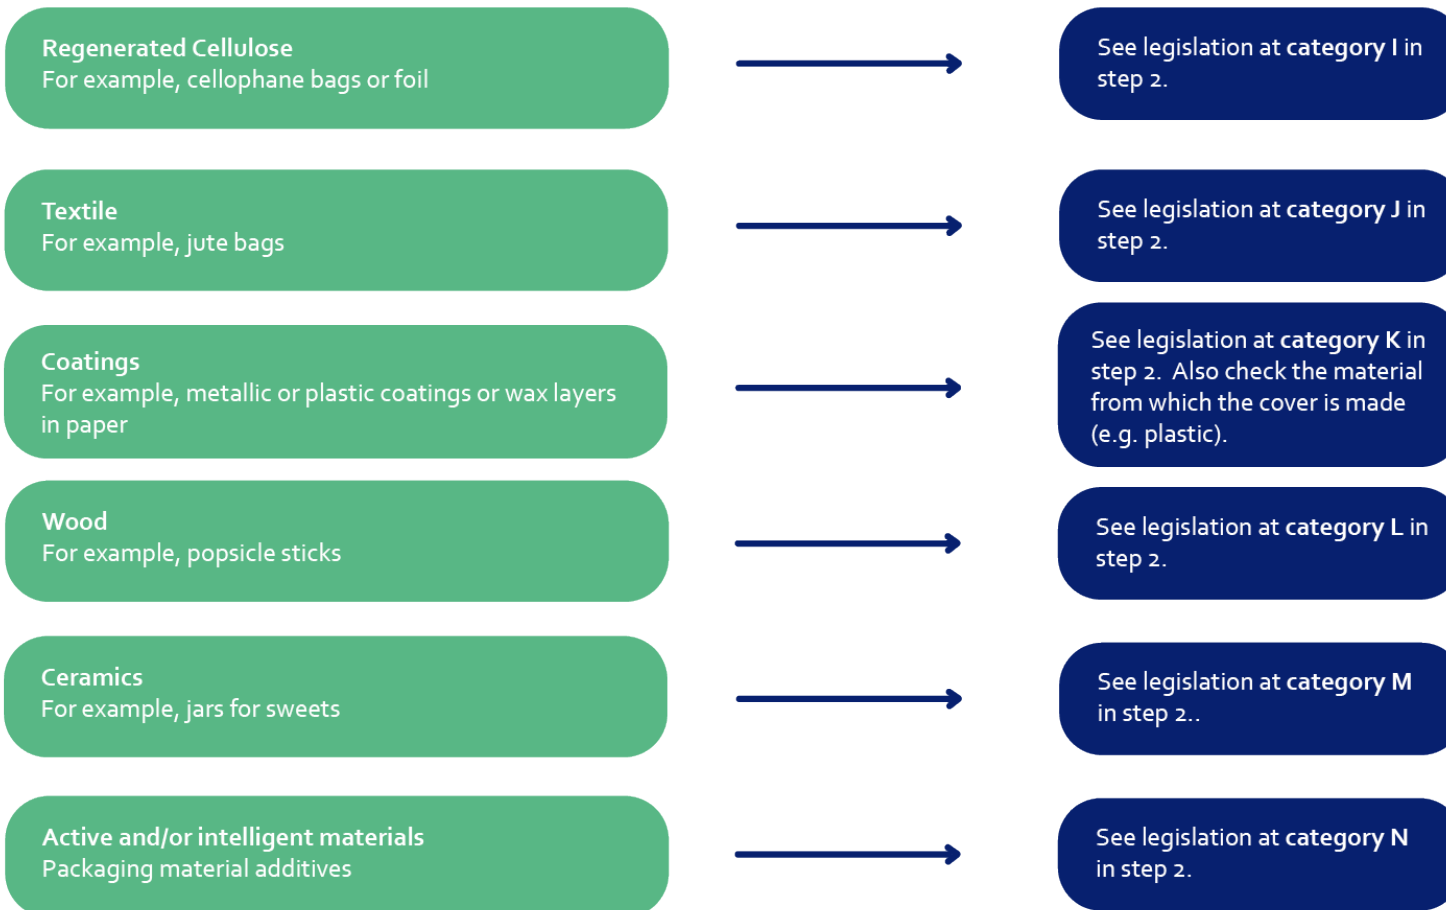 Regenerated Cellulose
For example, cellophane bags or foil
See legislation at category I in
step 2.
Textile
For example, jute bags
See legislation at category J in
step 2.
Coatings
For example, metallic or plastic coatings or wax layers
in paper
See legislation at category K in
step 2.  Also check the material
from which the cover is made
(e.g. plastic).
Wood
For example, popsicle sticks
See legislation at category L in
step 2.
Ceramics
For example, jars for sweets
See legislation at category M
in step 2..
Active and/or intelligent materials
Packaging material additives
See legislation at category N
in step 2.